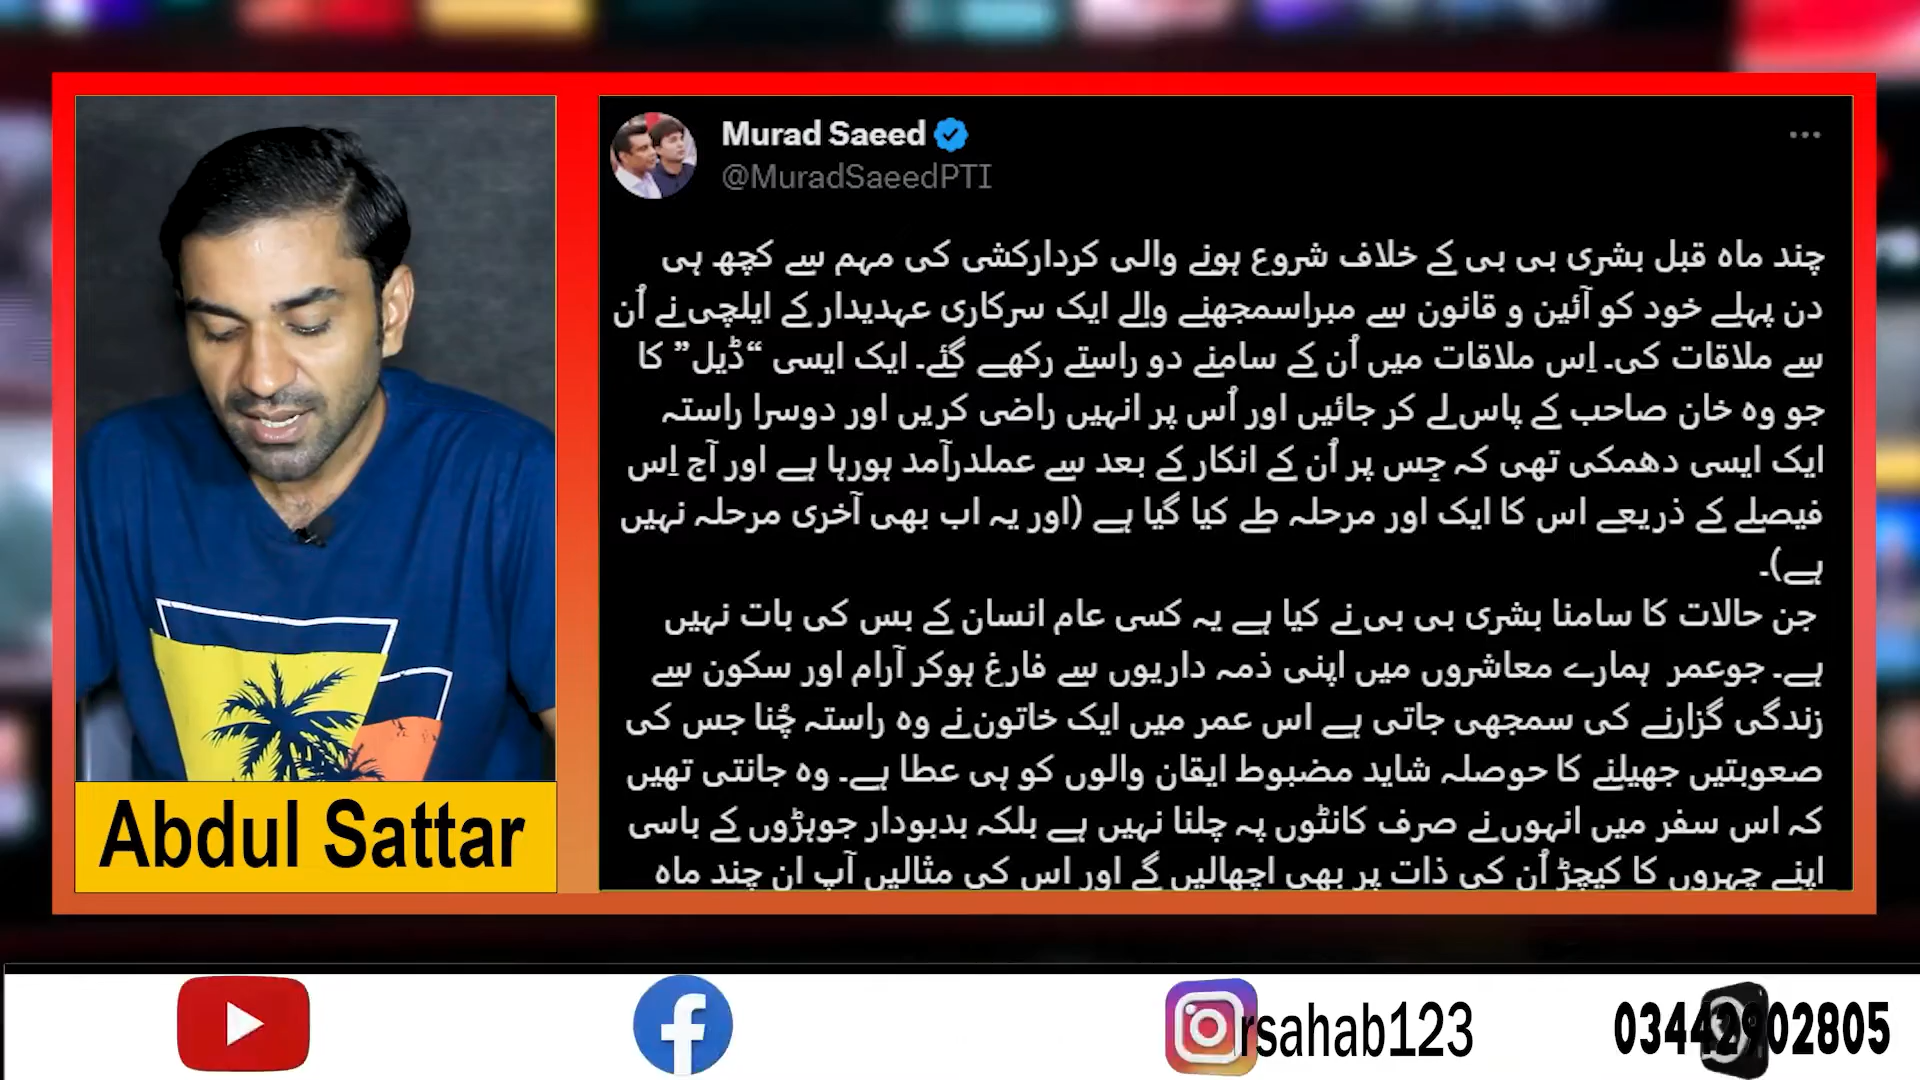 Murad Saeed
@MuradSaeedPTI
چند ماہ قبل بشری بی بی کے خلاف شروع ہونے والی کردارکشی کی مہم سے کچھ ہی
دن پہلے خود کو آئین و قانون سے مبراسمجھنے والے ایک سرکاری عہدیدار کے ایلچی نے اُن
سے ملاقات کی۔ اِس ملاقات میں اُن کے سامنے دو راستے رکھے گئے۔ ایک ایسی “ڈیل” کا
جو وہ خان صاحب کے پاس لے کر جائیں اور اُس پر انہیں راضی کریں اور دوسرا راستہ
ایک ایسی دھمکی تھی کہ جِس پر اُن کے انکار کے بعد سے عملدرآمد ہورہا ہے اور آج اِس
فیصلے کے ذریعے اس کا ایک اور مرحلہ طے کیا گیا ہے (اور یہ اب بھی آخری مرحلہ نہیں
ہے)۔
جن حالات کا سامنا بشری بی بی نے کیا ہے یہ کسی عام انسان کے بس کی بات نہیں
ہے۔ جوعمر ہمارے معاشروں میں اپنی ذمہ داریوں سے فارغ ہوکر آرام اور سکون سے
زندگی گزارنے کی سمجھی جاتی ہے اس عمر میں ایک خاتون نے وہ راستہ چُنا جس کی
صعوبتیں جھیلنے کا حوصلہ شاید مضبوط ایقان والوں کو ہی عطا ہے۔ وہ جانتی تھیں
کہ اس سفر میں انہوں نے صرف کانٹوں پہ چلنا نہیں ہے بلکہ بدبودار جوہڑوں کے باسی
اپنے چہروں کا کیچڑ اُن کی ذات پر بھی اچھالیں گے اور اس کی مثالیں آپ ان چند ماہ
Abdul Sattar
rsahab123
03442902805